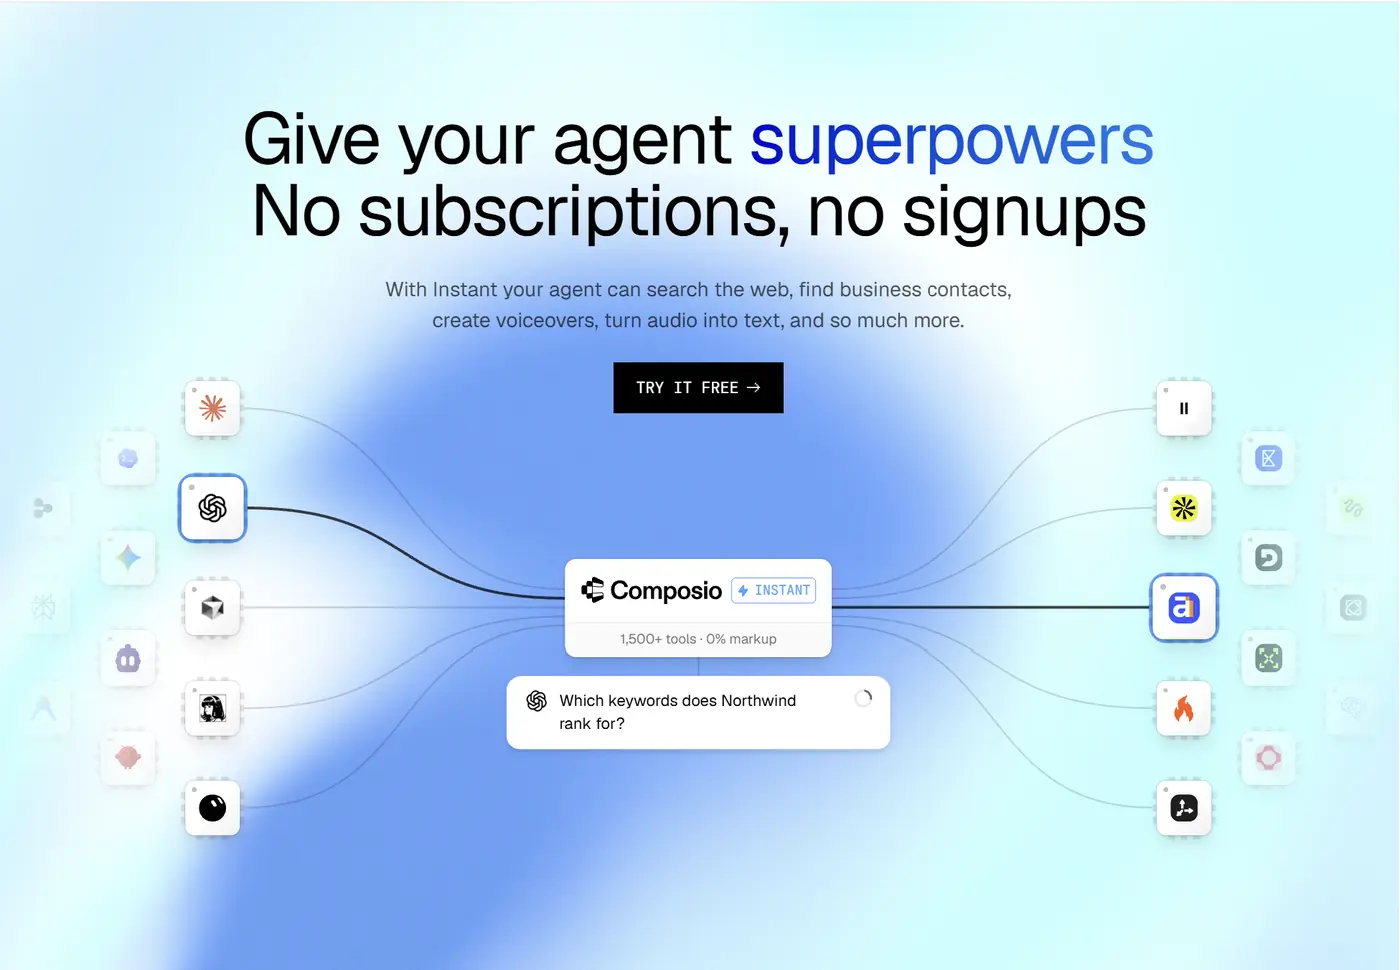 Give your agent superpowers
No subscriptions, no signups
With Instant your agent can search the web, find business contacts,
create voiceovers, turn audio into text, and so much more.
TRY IT FREE →
Composio INSTANT
1,500+ tools · 0% markup
Which keywords does Northwind
rank for?